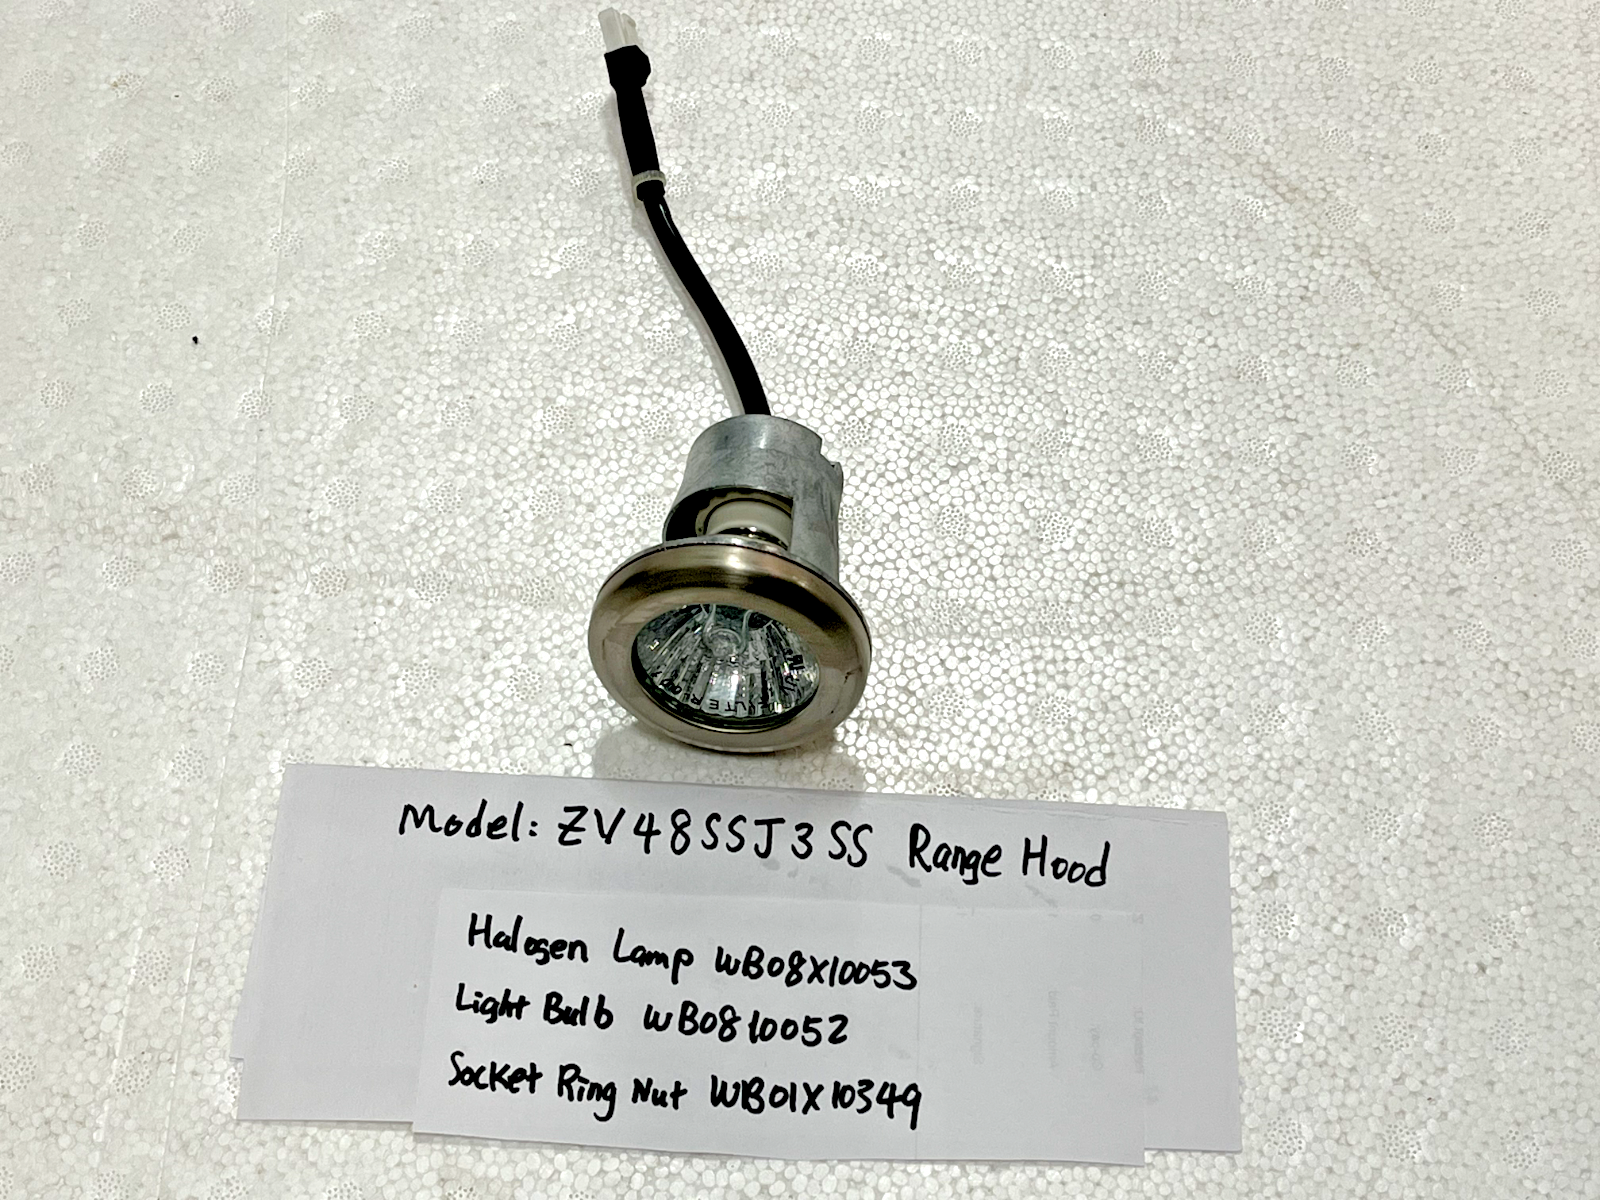 Model: ZV48SSJ3SS Range Hood
Halogen Lamp WB08X10053
Light Bulb WB0810052
Socket Ring Nut WB01X10349